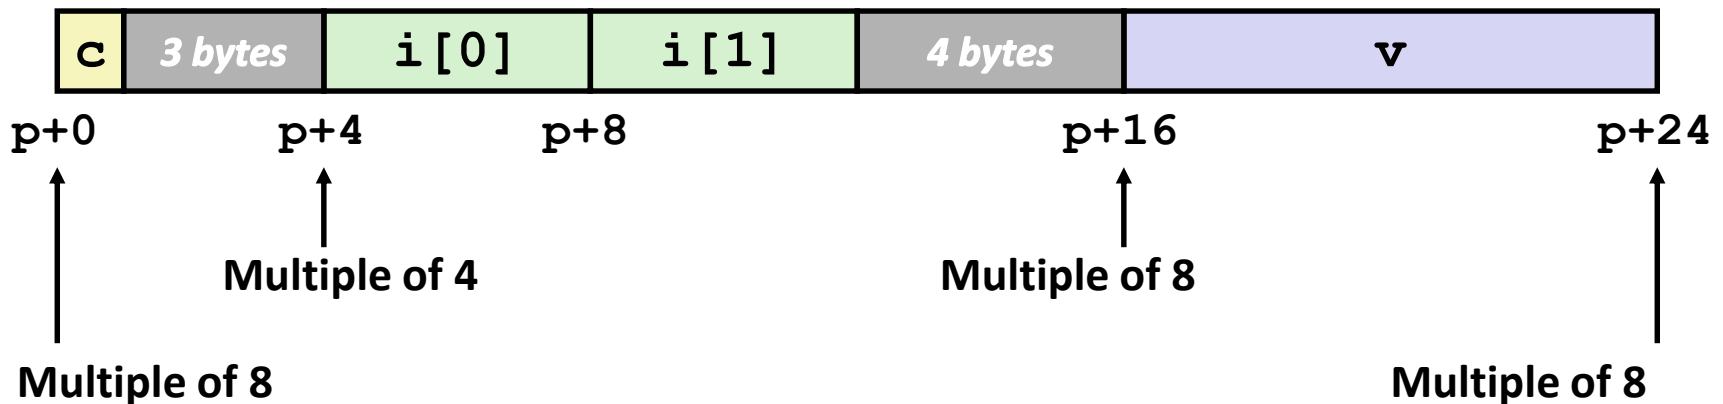 c 3 bytes i[0] i[1] 4 bytes v
p+0 p+4 p+8 p+16 p+24
Multiple of 4 Multiple of 8
Multiple of 8 Multiple of 8